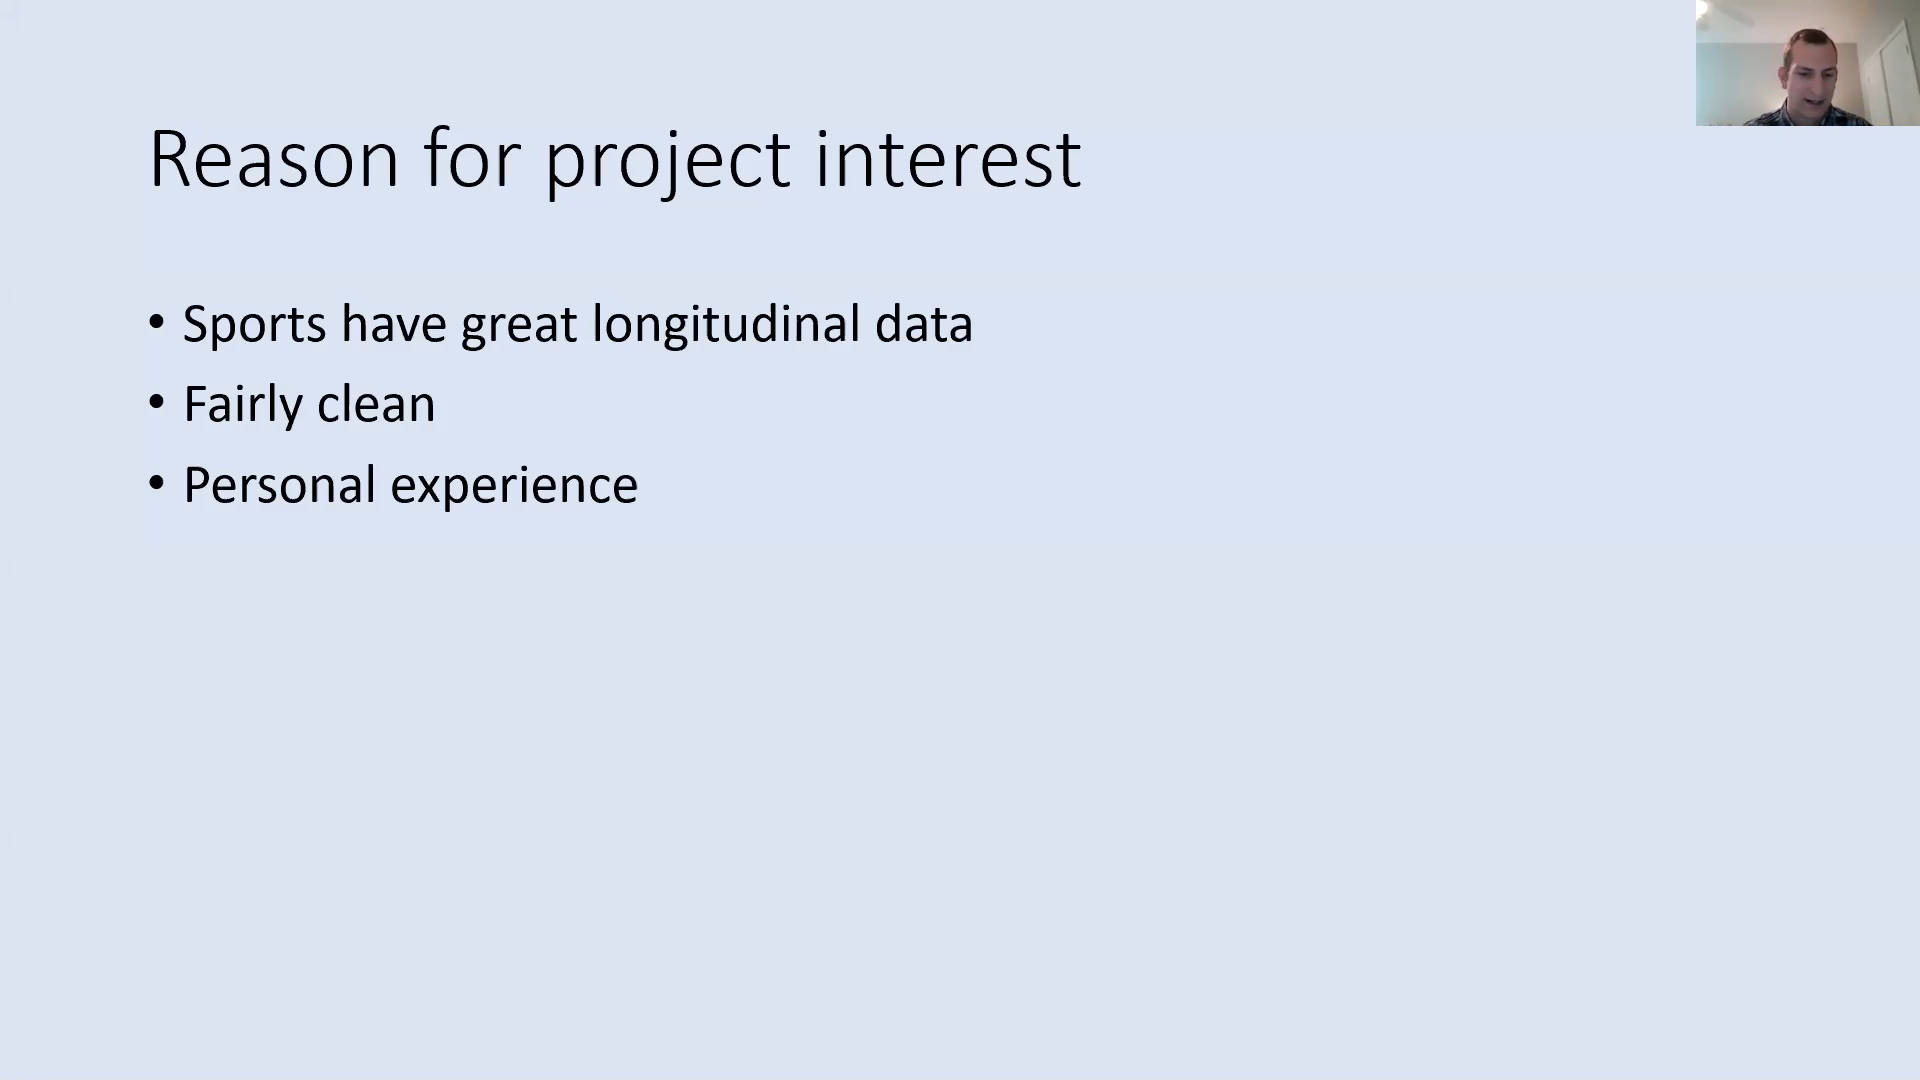 Reason for project interest
• Sports have great longitudinal data
• Fairly clean
• Personal experience